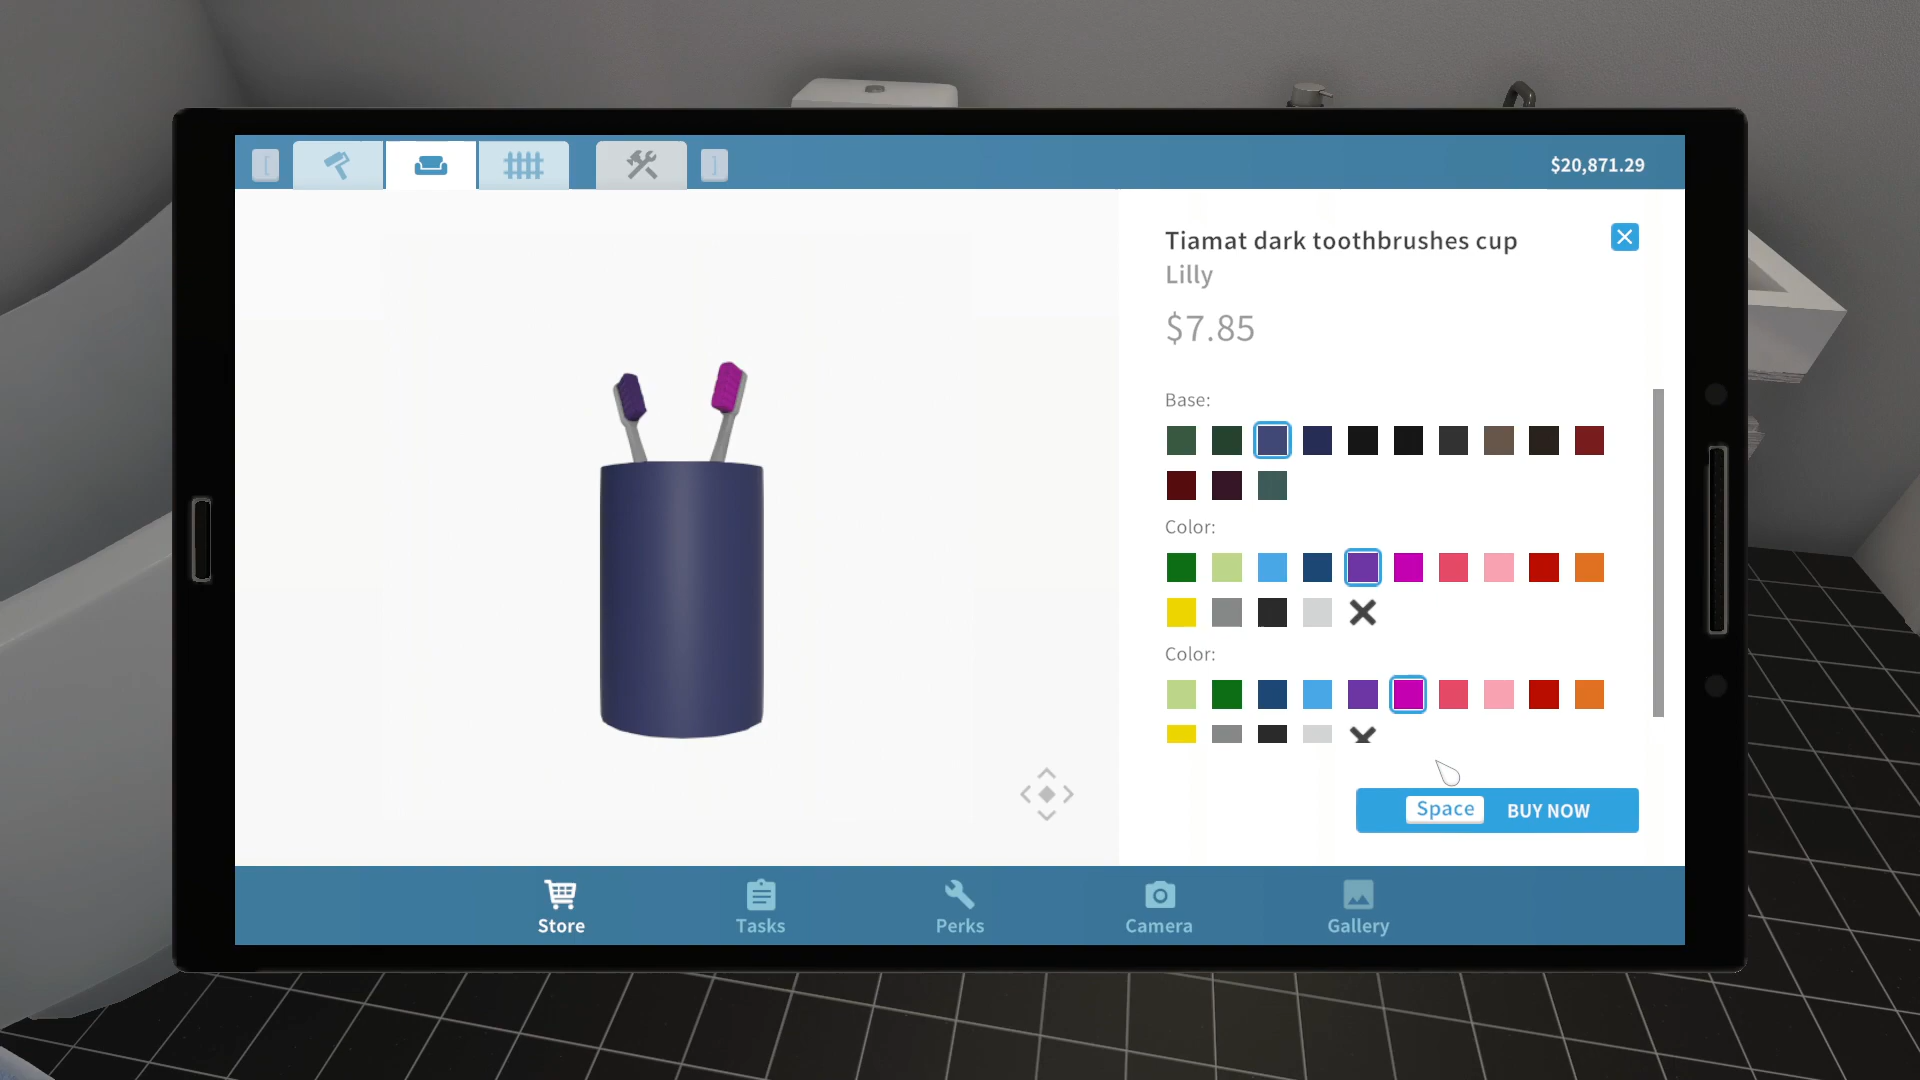 [
]
$20,871.29
Tiamat dark toothbrushes cup
Lilly
$7.85
Base:
Color:
Color:
Space BUY NOW
Store
Tasks
Perks
Camera
Gallery